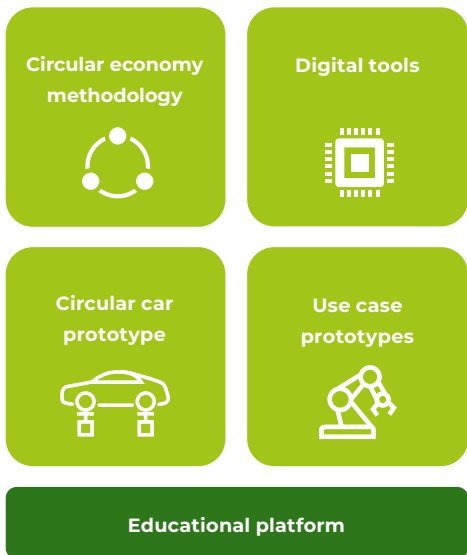 Circular economy
methodology
Digital tools
Circular car
prototype
Use case
prototypes
Educational platform